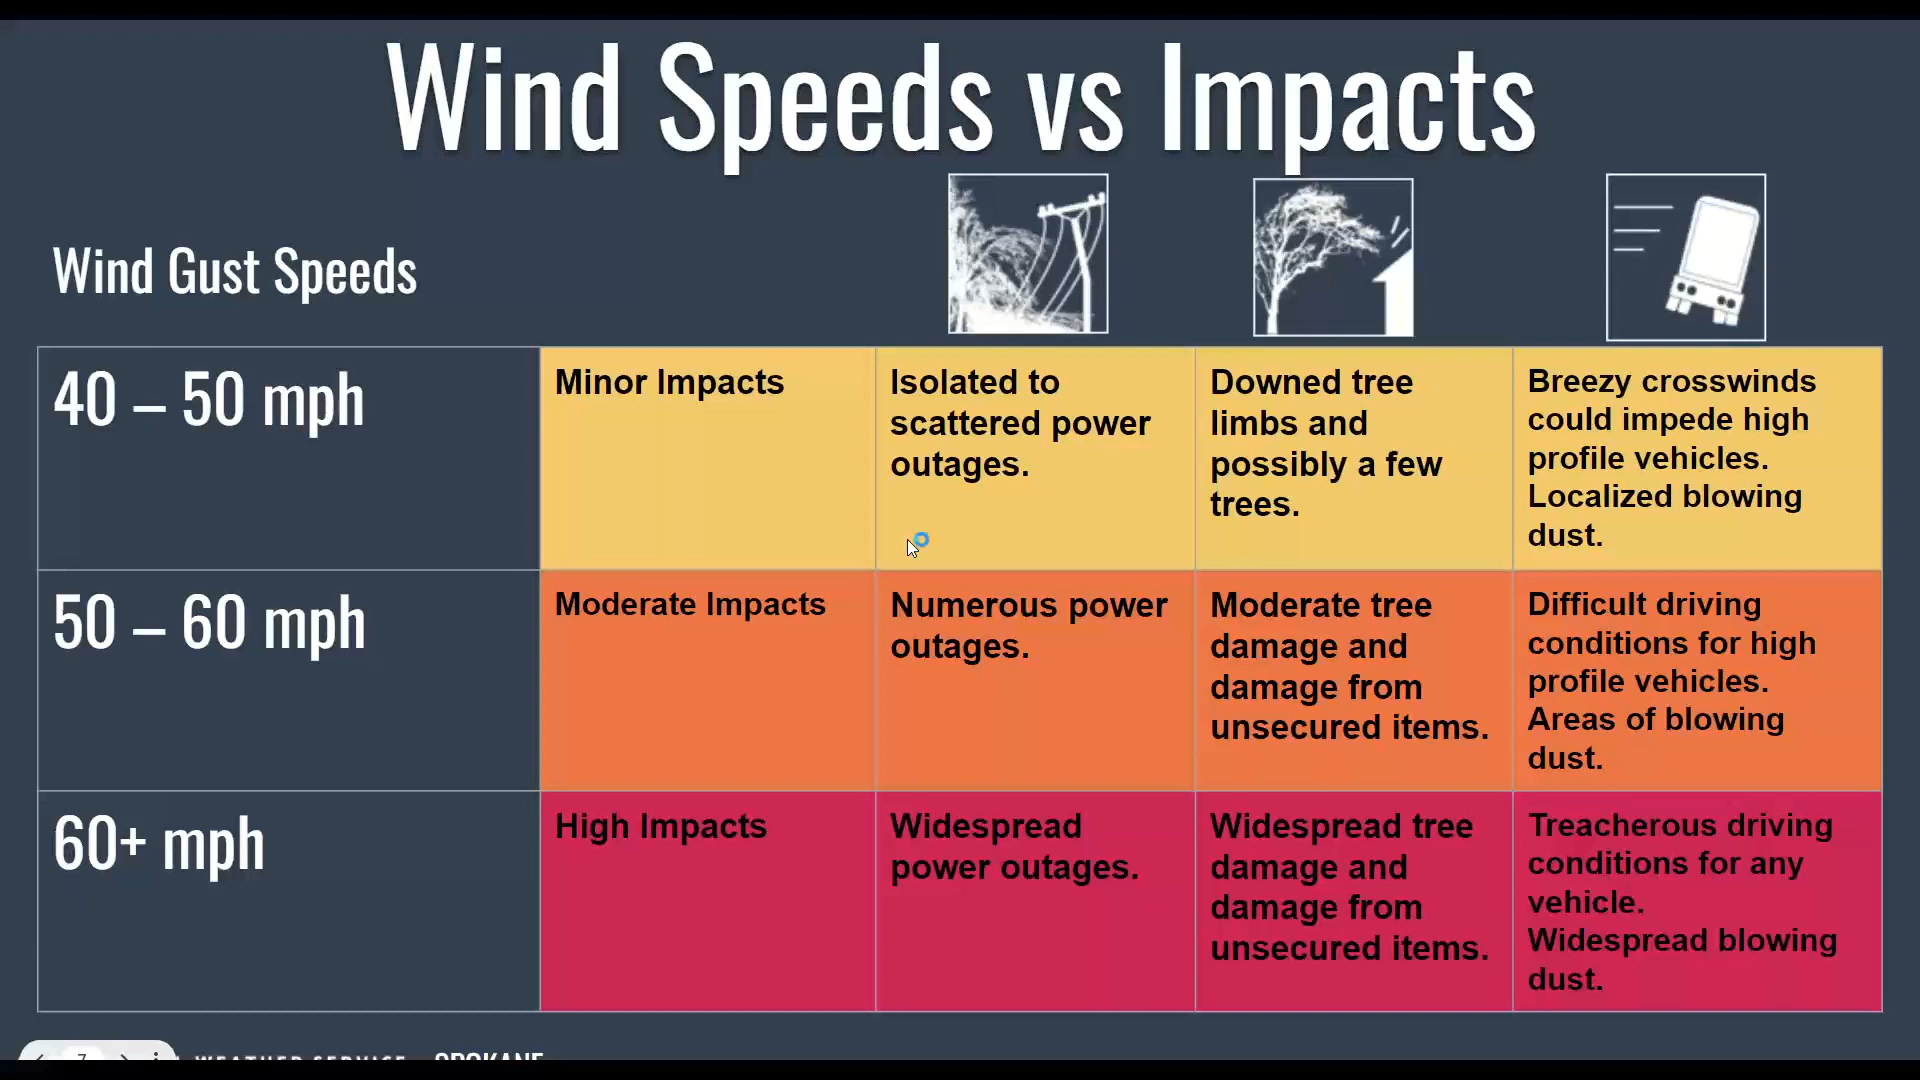 Wind Speeds vs Impacts
Wind Gust Speeds
40 – 50 mph
Minor Impacts
Isolated to
scattered power
outages.
Downed tree
limbs and
possibly a few
trees.
Breezy crosswinds
could impede high
profile vehicles.
Localized blowing
dust.
50 – 60 mph
Moderate Impacts
Numerous power
outages.
Moderate tree
damage and
damage from
unsecured items.
Difficult driving
conditions for high
profile vehicles.
Areas of blowing
dust.
60+ mph
High Impacts
Widespread
power outages.
Widespread tree
damage and
damage from
unsecured items.
Treacherous driving
conditions for any
vehicle.
Widespread blowing
dust.
7
WEATHER SERVICE SPOKANE